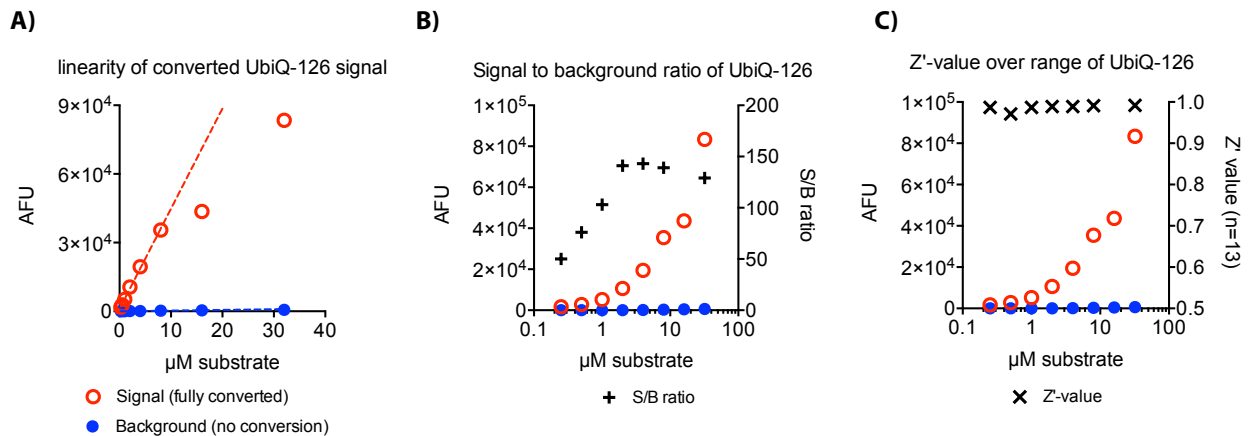 A)
linearity of converted UbiQ-126 signal
9×10⁴
6×10⁴
3×10⁴
0
AFU
0 10 20 30 40
µM substrate
Signal (fully converted)
Background (no conversion)
B)
Signal to background ratio of UbiQ-126
1×10⁵
8×10⁴
6×10⁴
4×10⁴
2×10⁴
0
AFU
200
150
100
50
0
S/B ratio
0.1 1 10 100
µM substrate
S/B ratio
C)
Z'-value over range of UbiQ-126
1×10⁵
8×10⁴
6×10⁴
4×10⁴
2×10⁴
0
AFU
1.0
0.9
0.8
0.7
0.6
0.5
Z' value (n=13)
0.1 1 10 100
µM substrate
Z'-value